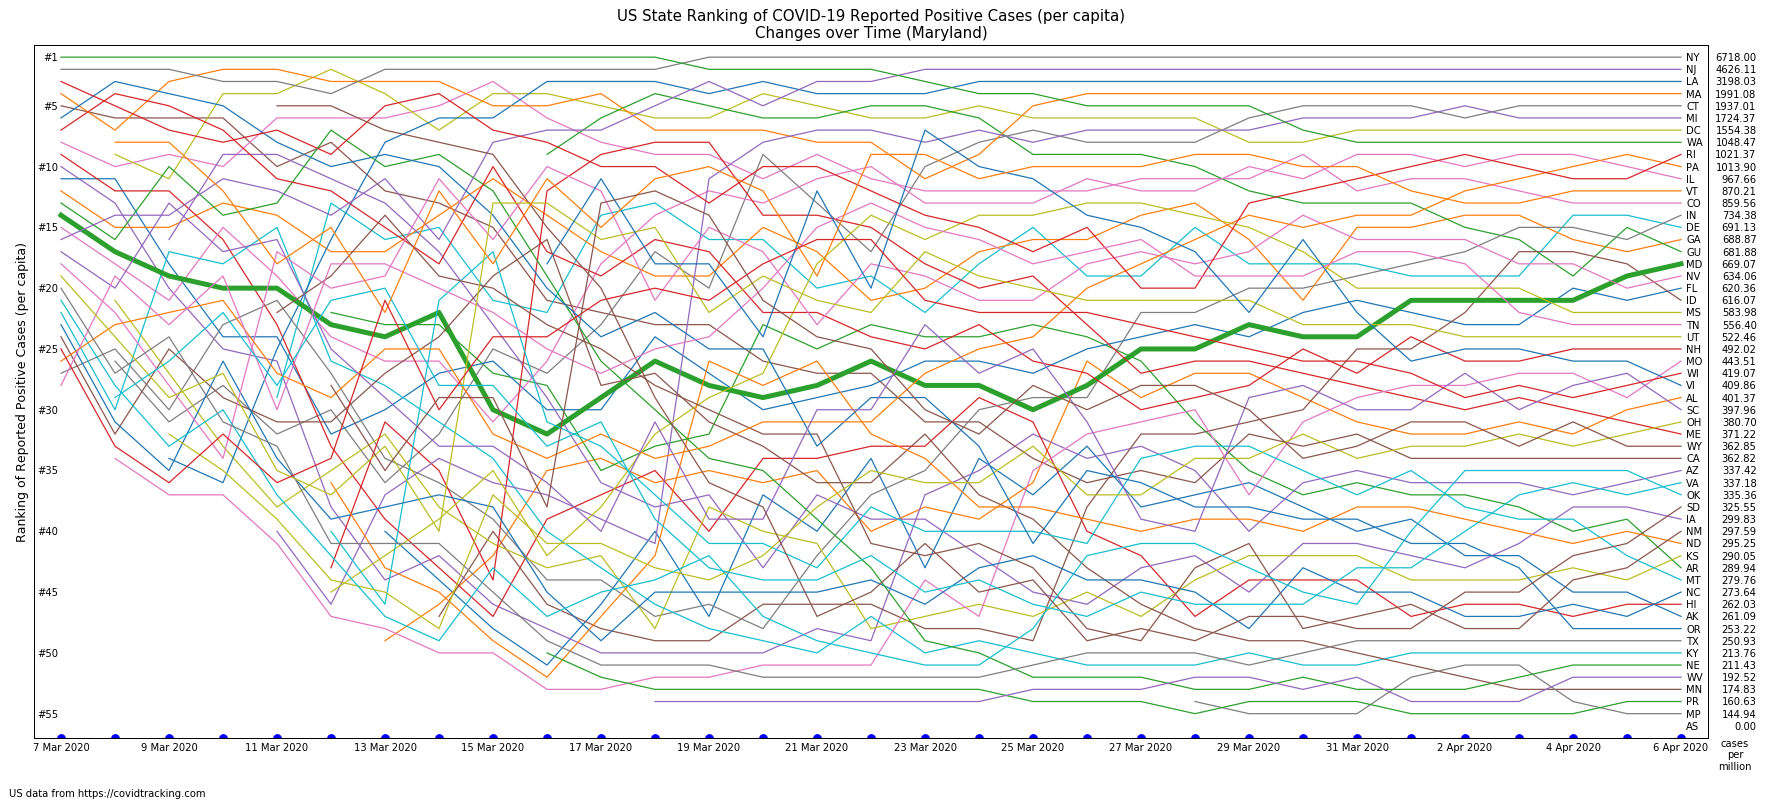 US State Ranking of COVID-19 Reported Positive Cases (per capita)
Changes over Time (Maryland)
Ranking of Reported Positive Cases (per capita)
#1
#5
#10
#15
#20
#25
#30
#35
#40
#45
#50
#55
NY 6718.00
NJ 4626.11
LA 3198.03
MA 1991.08
CT 1937.01
MI 1724.37
DC 1554.38
WA 1048.47
RI 1021.37
PA 1013.90
IL 967.66
VT 870.21
CO 859.56
IN 734.38
DE 691.13
GA 688.87
GU 681.88
MD 669.07
NV 634.06
FL 620.36
ID 616.07
MS 583.98
TN 556.40
UT 522.46
NH 492.02
MO 443.51
WI 419.07
VI 409.86
AL 401.37
SC 397.96
OH 380.70
ME 371.22
WY 362.85
CA 362.82
AZ 337.42
VA 337.18
OK 335.36
SD 325.55
IA 299.83
NM 297.59
ND 295.25
KS 290.05
AR 289.94
MT 279.76
NC 273.64
HI 262.03
AK 261.09
OR 253.22
TX 250.93
KY 213.76
NE 211.43
WV 192.52
MN 174.83
PR 160.63
MP 144.94
AS 0.00
7 Mar 2020 9 Mar 2020 11 Mar 2020 13 Mar 2020 15 Mar 2020 17 Mar 2020 19 Mar 2020 21 Mar 2020 23 Mar 2020 25 Mar 2020 27 Mar 2020 29 Mar 2020 31 Mar 2020 2 Apr 2020 4 Apr 2020 6 Apr 2020
cases
per
million
US data from https://covidtracking.com